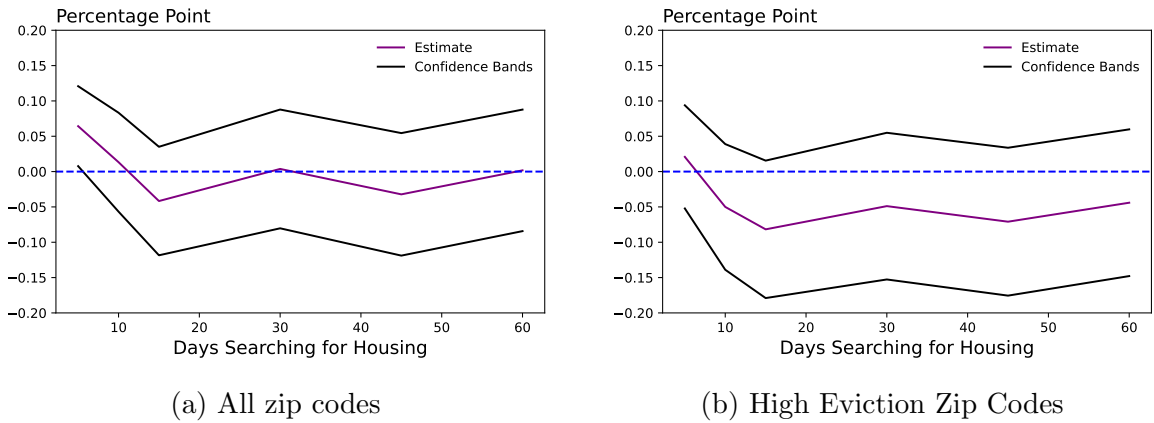 Percentage Point
0.20
0.15
0.10
0.05
0.00
−0.05
−0.10
−0.15
−0.20
Estimate
Confidence Bands
10 20 30 40 50 60
Days Searching for Housing
(a) All zip codes
Percentage Point
0.20
0.15
0.10
0.05
0.00
−0.05
−0.10
−0.15
−0.20
Estimate
Confidence Bands
10 20 30 40 50 60
Days Searching for Housing
(b) High Eviction Zip Codes